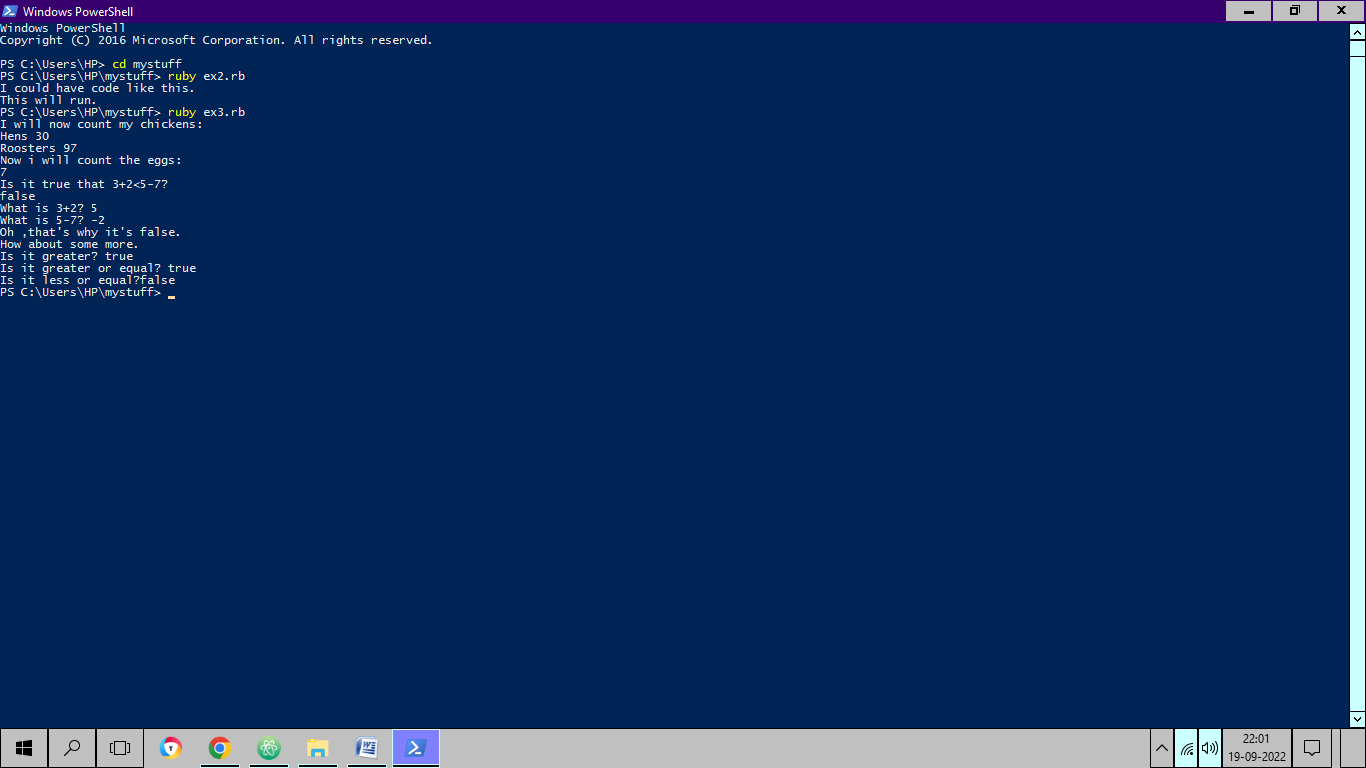 Windows PowerShell
Windows PowerShell
Copyright (C) 2016 Microsoft Corporation. All rights reserved.
PS C:\Users\HP> cd mystuff
PS C:\Users\HP\mystuff> ruby ex2.rb
I could have code like this.
This will run.
PS C:\Users\HP\mystuff> ruby ex3.rb
I will now count my chickens:
Hens 30
Roosters 97
Now i will count the eggs:
7
Is it true that 3+2<5-7?
false
What is 3+2? 5
What is 5-7? -2
Oh ,that's why it's false.
How about some more.
Is it greater? true
Is it greater or equal? true
Is it less or equal?false
PS C:\Users\HP\mystuff>
22:01
19-09-2022